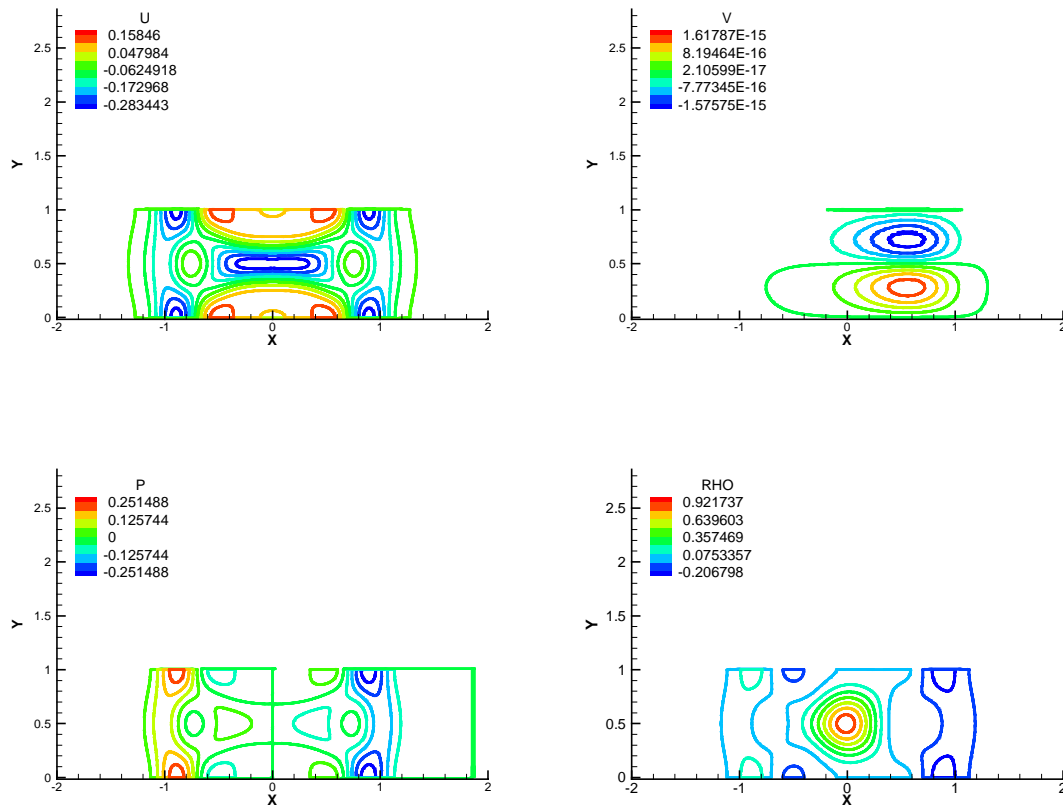 U
0.15846
0.047984
-0.0624918
-0.172968
-0.283443
2.5
2
1.5
1
0.5
0
Y
-2 -1 0 1 2
X
V
1.61787E-15
8.19464E-16
2.10599E-17
-7.77345E-16
-1.57575E-15
2.5
2
1.5
1
0.5
0
Y
-2 -1 0 1 2
X
P
0.251488
0.125744
0
-0.125744
-0.251488
2.5
2
1.5
1
0.5
0
Y
-2 -1 0 1 2
X
RHO
0.921737
0.639603
0.357469
0.0753357
-0.206798
2.5
2
1.5
1
0.5
0
Y
-2 -1 0 1 2
X